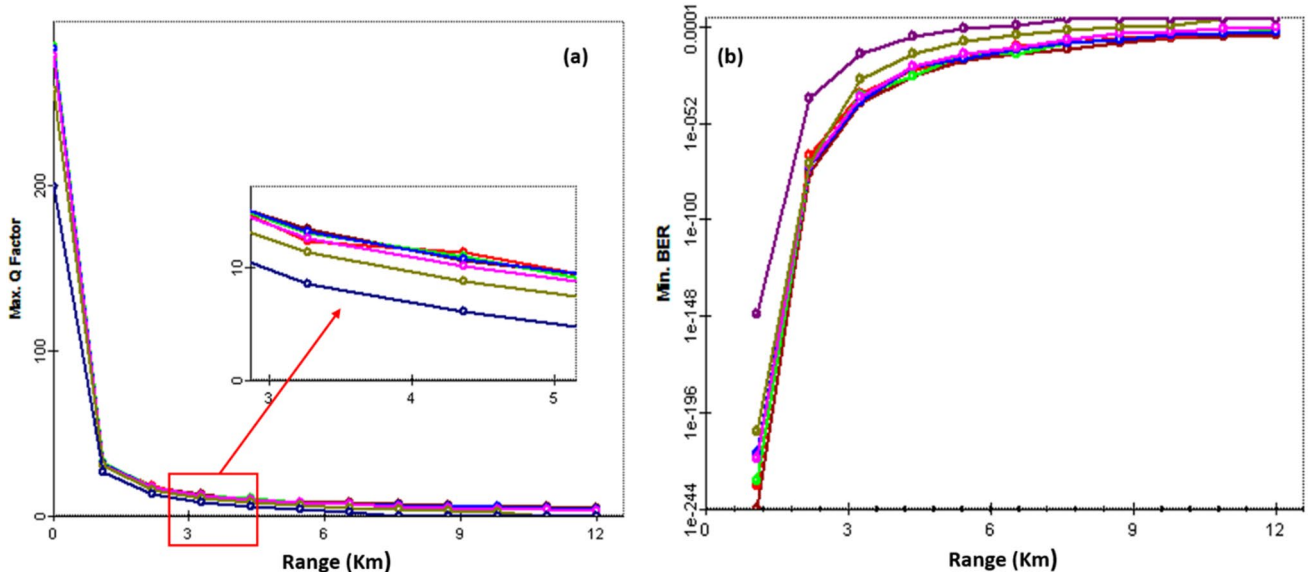 (a)
Max. Q Factor
200
100
0
10
0
3
4
5
0
3
6
9
12
Range (Km)
(b)
Min. BER
0.0001
1e-052
1e-100
1e-148
1e-196
1e-244
0
3
6
9
12
Range (Km)